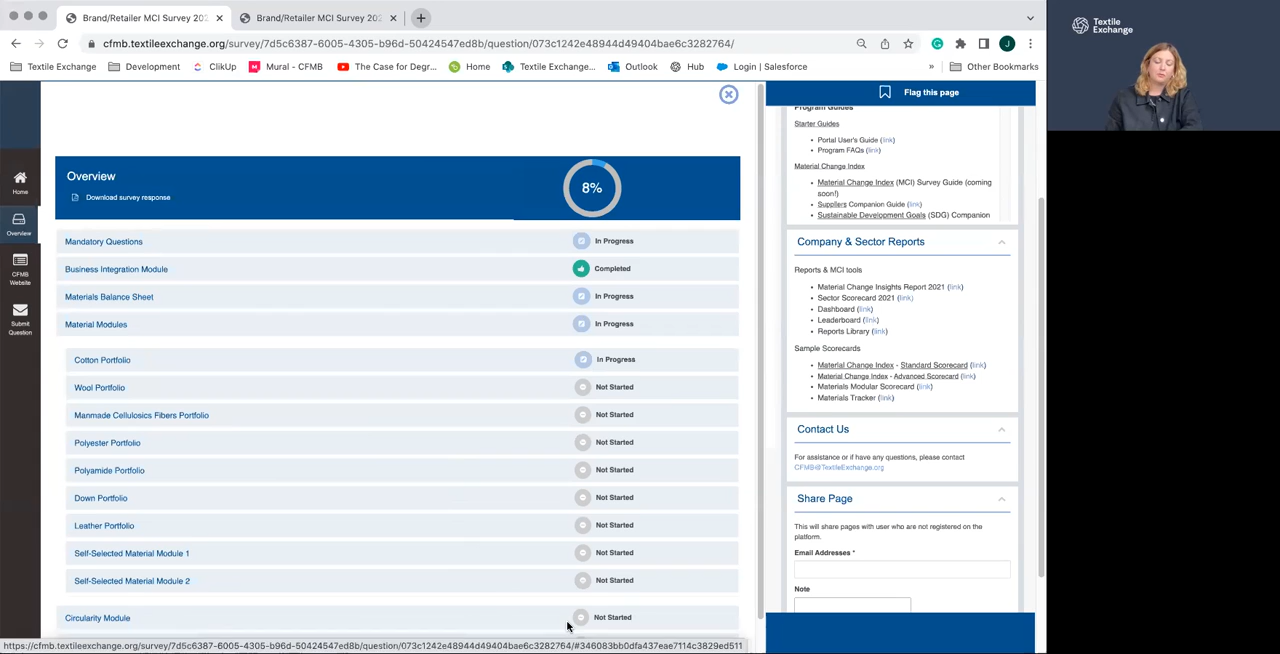 Brand/Retailer MCI Survey 202
Brand/Retailer MCI Survey 202
cfmb.textileexchange.org/survey/7d5c6387-6005-4305-b96d-50424547ed8b/question/073c1242e48944d49404bae6c3282764/
J
Textile Exchange
Development
ClikUp
Mural - CFMB
The Case for Degr...
Home
Textile Exchange...
Outlook
Hub
Login | Salesforce
»
Other Bookmarks
Textile
Exchange
Home
Overview
CFMB
Website
Submit
Question
Overview
Download survey response
8%
Mandatory Questions In Progress
Business Integration Module Completed
Materials Balance Sheet In Progress
Material Modules In Progress
Cotton Portfolio In Progress
Wool Portfolio Not Started
Manmade Cellulosics Fibers Portfolio Not Started
Polyester Portfolio Not Started
Polyamide Portfolio Not Started
Down Portfolio Not Started
Leather Portfolio Not Started
Self-Selected Material Module 1 Not Started
Self-Selected Material Module 2 Not Started
Circularity Module Not Started
https://cfmb.textileexchange.org/survey/7d5c6387-6005-4305-b96d-50424547ed8b/question/073c1242e48944d49404bae6c3282764/#346083bb0dfa437eae7114c3829ed511
Flag this page
Program Guides
Starter Guides
• Portal User's Guide (link)
• Program FAQs (link)
Material Change Index
• Material Change Index (MCI) Survey Guide (coming
soon!)
• Suppliers Companion Guide (link)
• Sustainable Development Goals (SDG) Companion
Company & Sector Reports
Reports & MCI tools
• Material Change Insights Report 2021 (link)
• Sector Scorecard 2021 (link)
• Dashboard (link)
• Leaderboard (link)
• Reports Library (link)
Sample Scorecards
• Material Change Index - Standard Scorecard (link)
• Material Change Index - Advanced Scorecard (link)
• Materials Modular Scorecard (link)
• Materials Tracker (link)
Contact Us
For assistance or if have any questions, please contact
CFMB@TextileExchange.org
Share Page
This will share pages with user who are not registered on the
platform.
Email Addresses *
Note